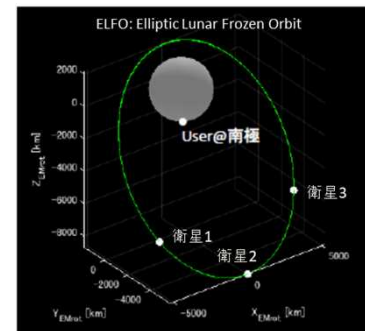 ELFO: Elliptic Lunar Frozen Orbit
2000
0
-2000
-4000
-6000
-8000
Z_EMrot [km]
User@南極
衛星3
衛星1
衛星2
0
-2000
-4000
Y_EMrot [km]
-5000
0
5000
X_EMrot [km]